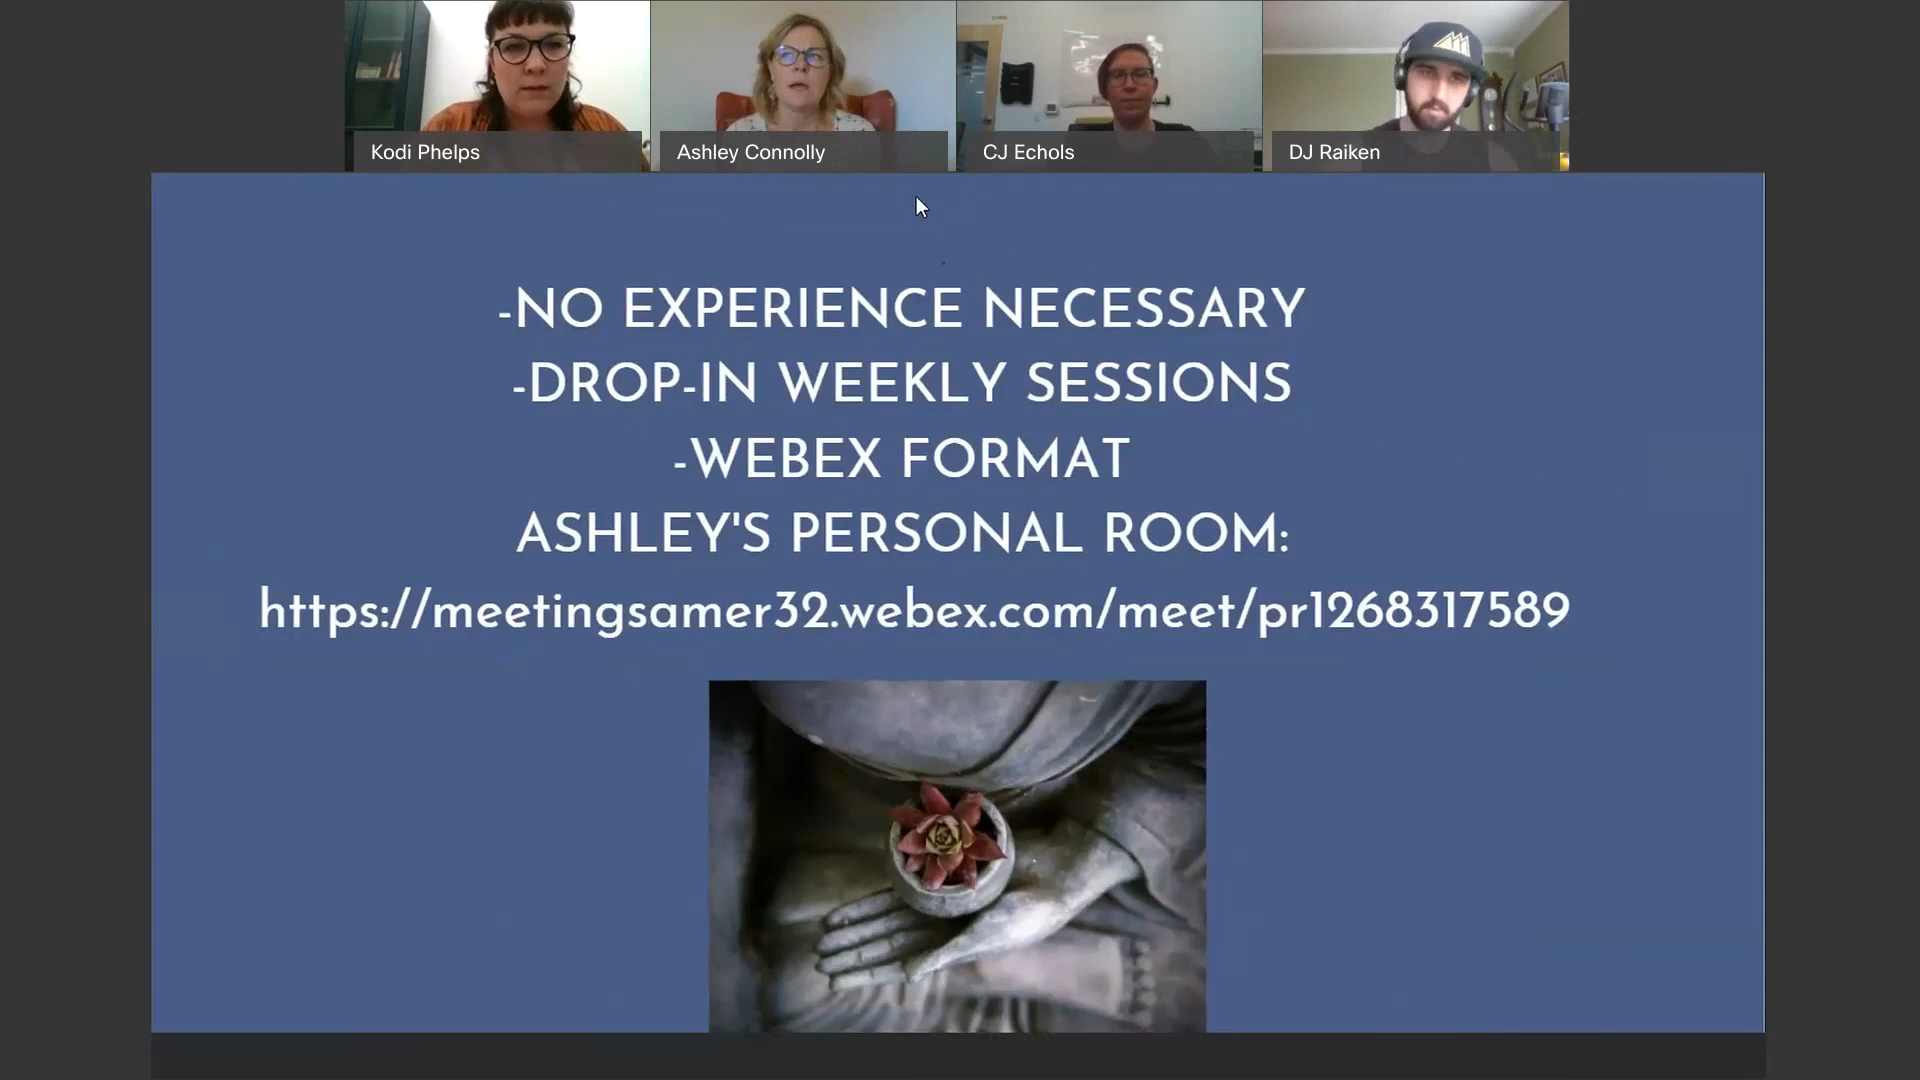 Kodi Phelps
Ashley Connolly
CJ Echols
DJ Raiken
-NO EXPERIENCE NECESSARY
-DROP-IN WEEKLY SESSIONS
-WEBEX FORMAT
ASHLEY'S PERSONAL ROOM:
https://meetingsamer32.webex.com/meet/pr1268317589